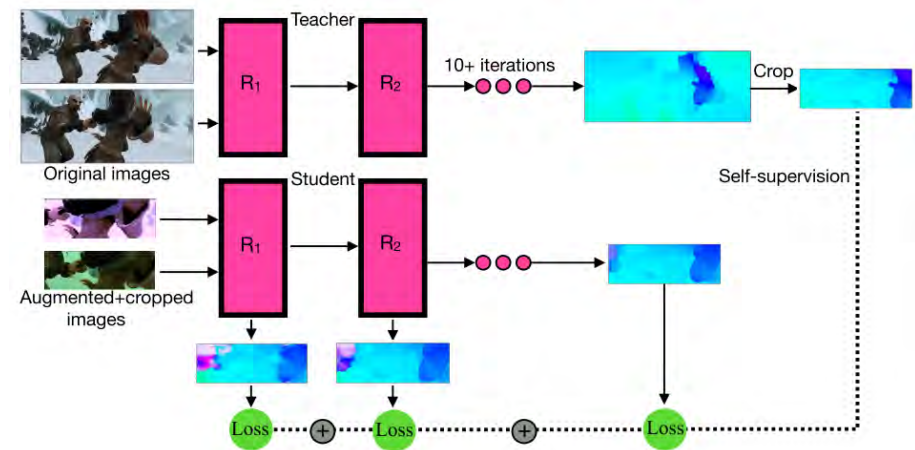 Teacher
R1
R2
10+ iterations
Crop
Original images
Self-supervision
Student
R1
R2
Augmented+cropped
images
Loss
+
Loss
+
Loss